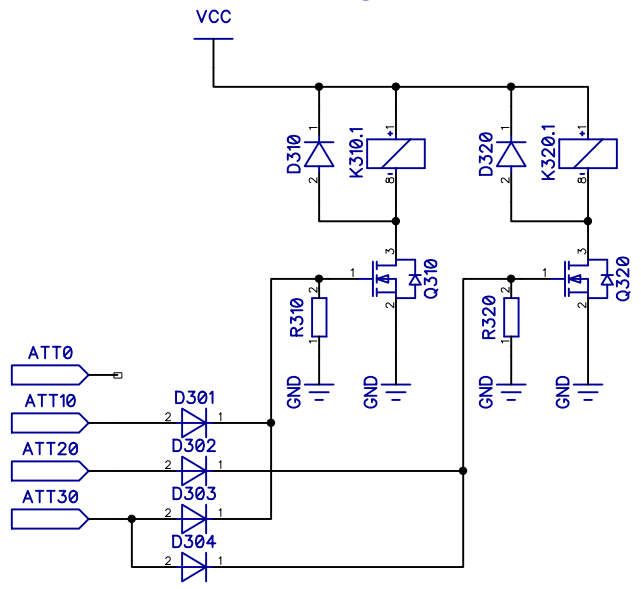 VCC
1
+ 1
1
+ 1
D310
K310.1
D320
K320.1
2
8 -
2
8 -
3
3
1
Q310
1
Q320
2
2
2
2
R310
R320
1
1
GND
GND
GND
GND
ATT0
ATT10
D301
2
1
ATT20
D302
2
1
ATT30
D303
2
1
D304
2
1